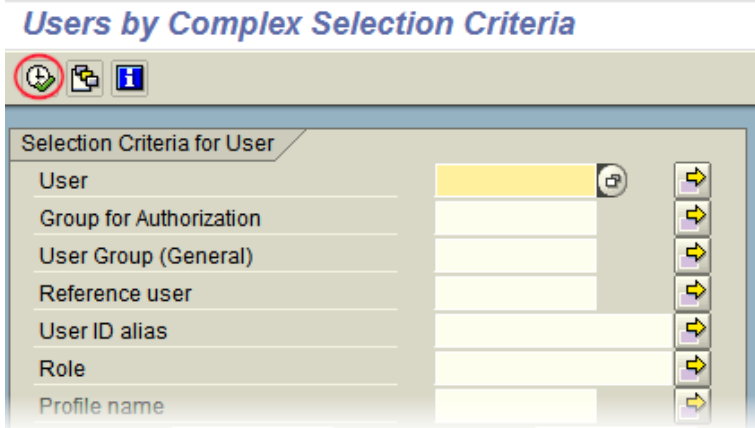 Users by Complex Selection Criteria
Selection Criteria for User
User
Group for Authorization
User Group (General)
Reference user
User ID alias
Role
Profile name